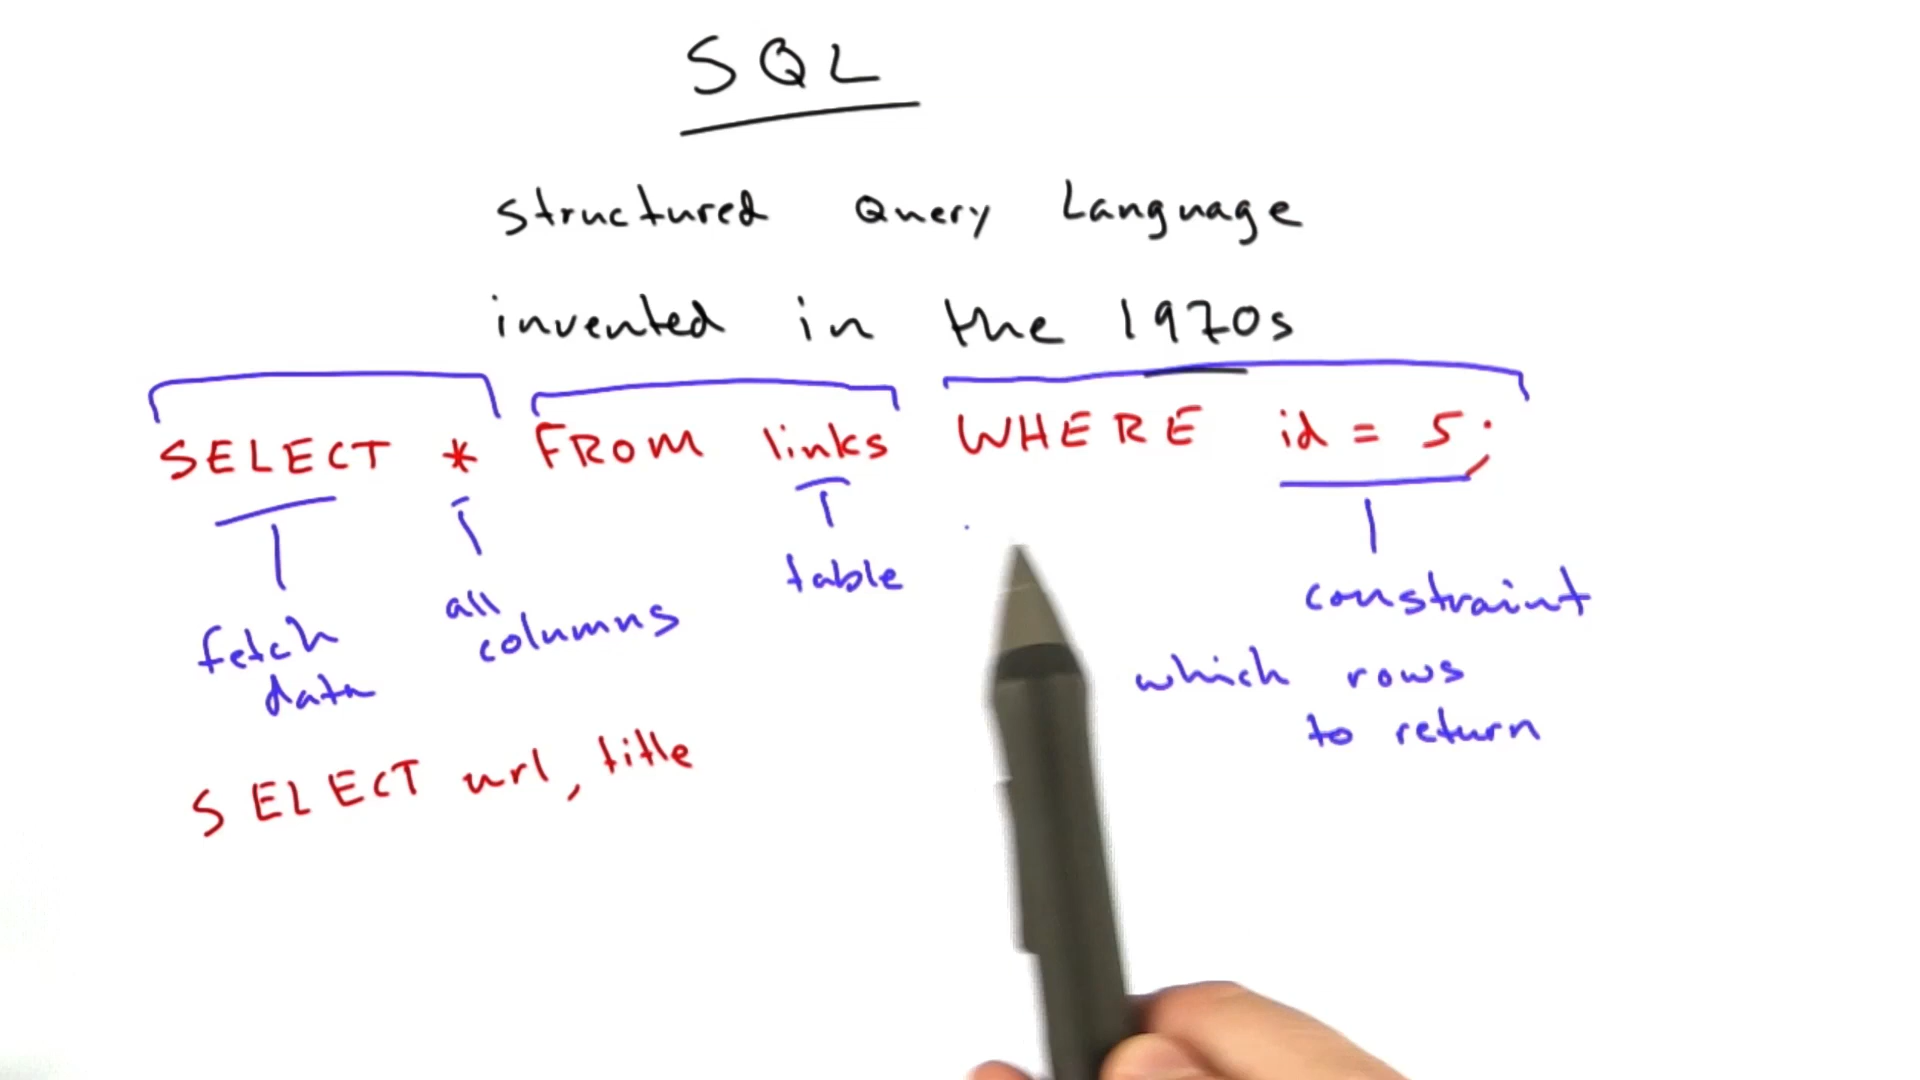 SQL
Structured Query Language
invented in the 1970s
SELECT * FROM links WHERE id = 5;
fetch data
all columns
table
constraint
which rows
to return
SELECT url, title